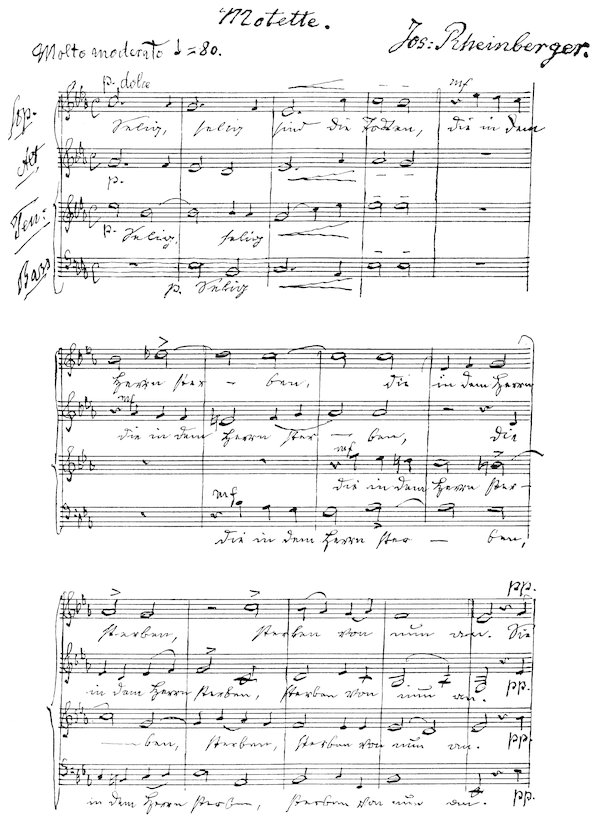 Motette.
Molto moderato ♩=80.
Jos: Rheinberger.
p. dolce
mf
Sop.
Selig, selig sind die Todten, die in dem
Alt,
p.
Ten:
p.
Selig, selig
Bass
p. Selig
Herrn ster – ben, die in dem Herrn
mf
die in dem Herrn ster – ben, die
mf
die in dem Herrn ster–
mf
die in dem Herrn ster – ben,
pp.
sterben, sterben von nun an. Sie
in dem Herrn sterben, sterben von nun an. pp.
–ben, sterben, sterben von nun an. pp.
in dem Herrn sterben, sterben von nun an. pp.